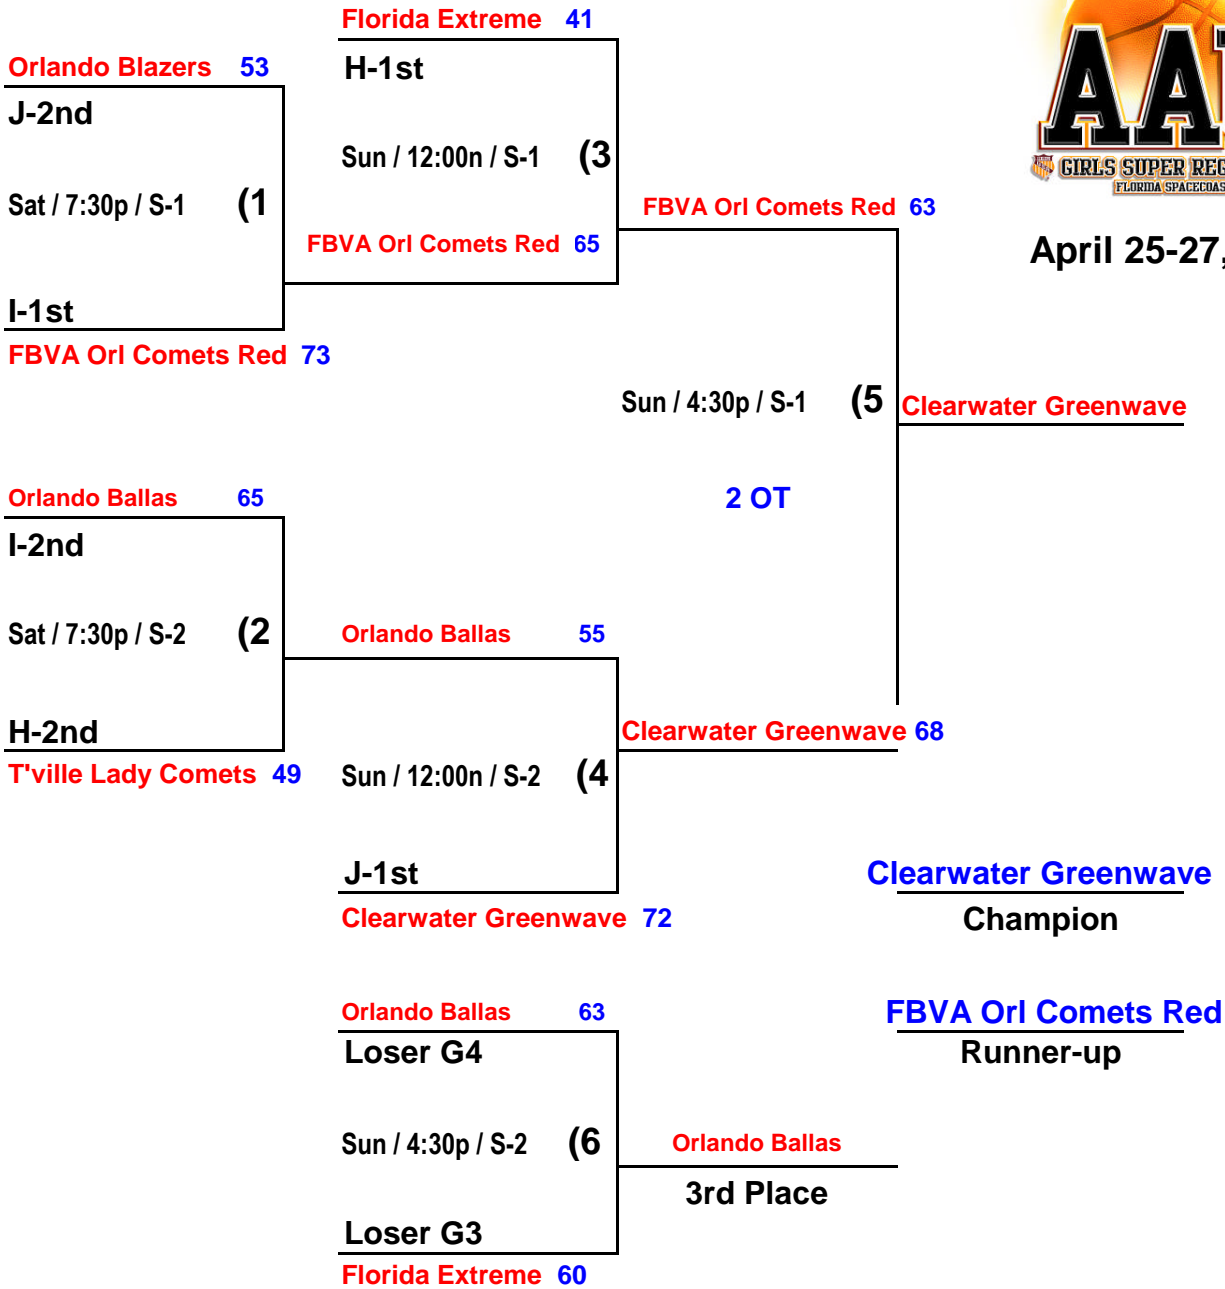 Florida Extreme 41
Orlando Blazers 53
H-1st
J-2nd
Sun / 12:00n / S-1 (3
Sat / 7:30p / S-1 (1
FBVA Orl Comets Red 63
FBVA Orl Comets Red 65
I-1st
FBVA Orl Comets Red 73
GIRLS SUPER REG
FLORIDA SPACECOAS
April 25-27,
Sun / 4:30p / S-1 (5
Clearwater Greenwave
2 OT
Orlando Ballas 65
I-2nd
Sat / 7:30p / S-2 (2
Orlando Ballas 55
H-2nd
T'ville Lady Comets 49
Clearwater Greenwave 68
Sun / 12:00n / S-2 (4
J-1st
Clearwater Greenwave 72
Clearwater Greenwave
Champion
Orlando Ballas 63
Loser G4
FBVA Orl Comets Red
Runner-up
Sun / 4:30p / S-2 (6
Orlando Ballas
3rd Place
Loser G3
Florida Extreme 60